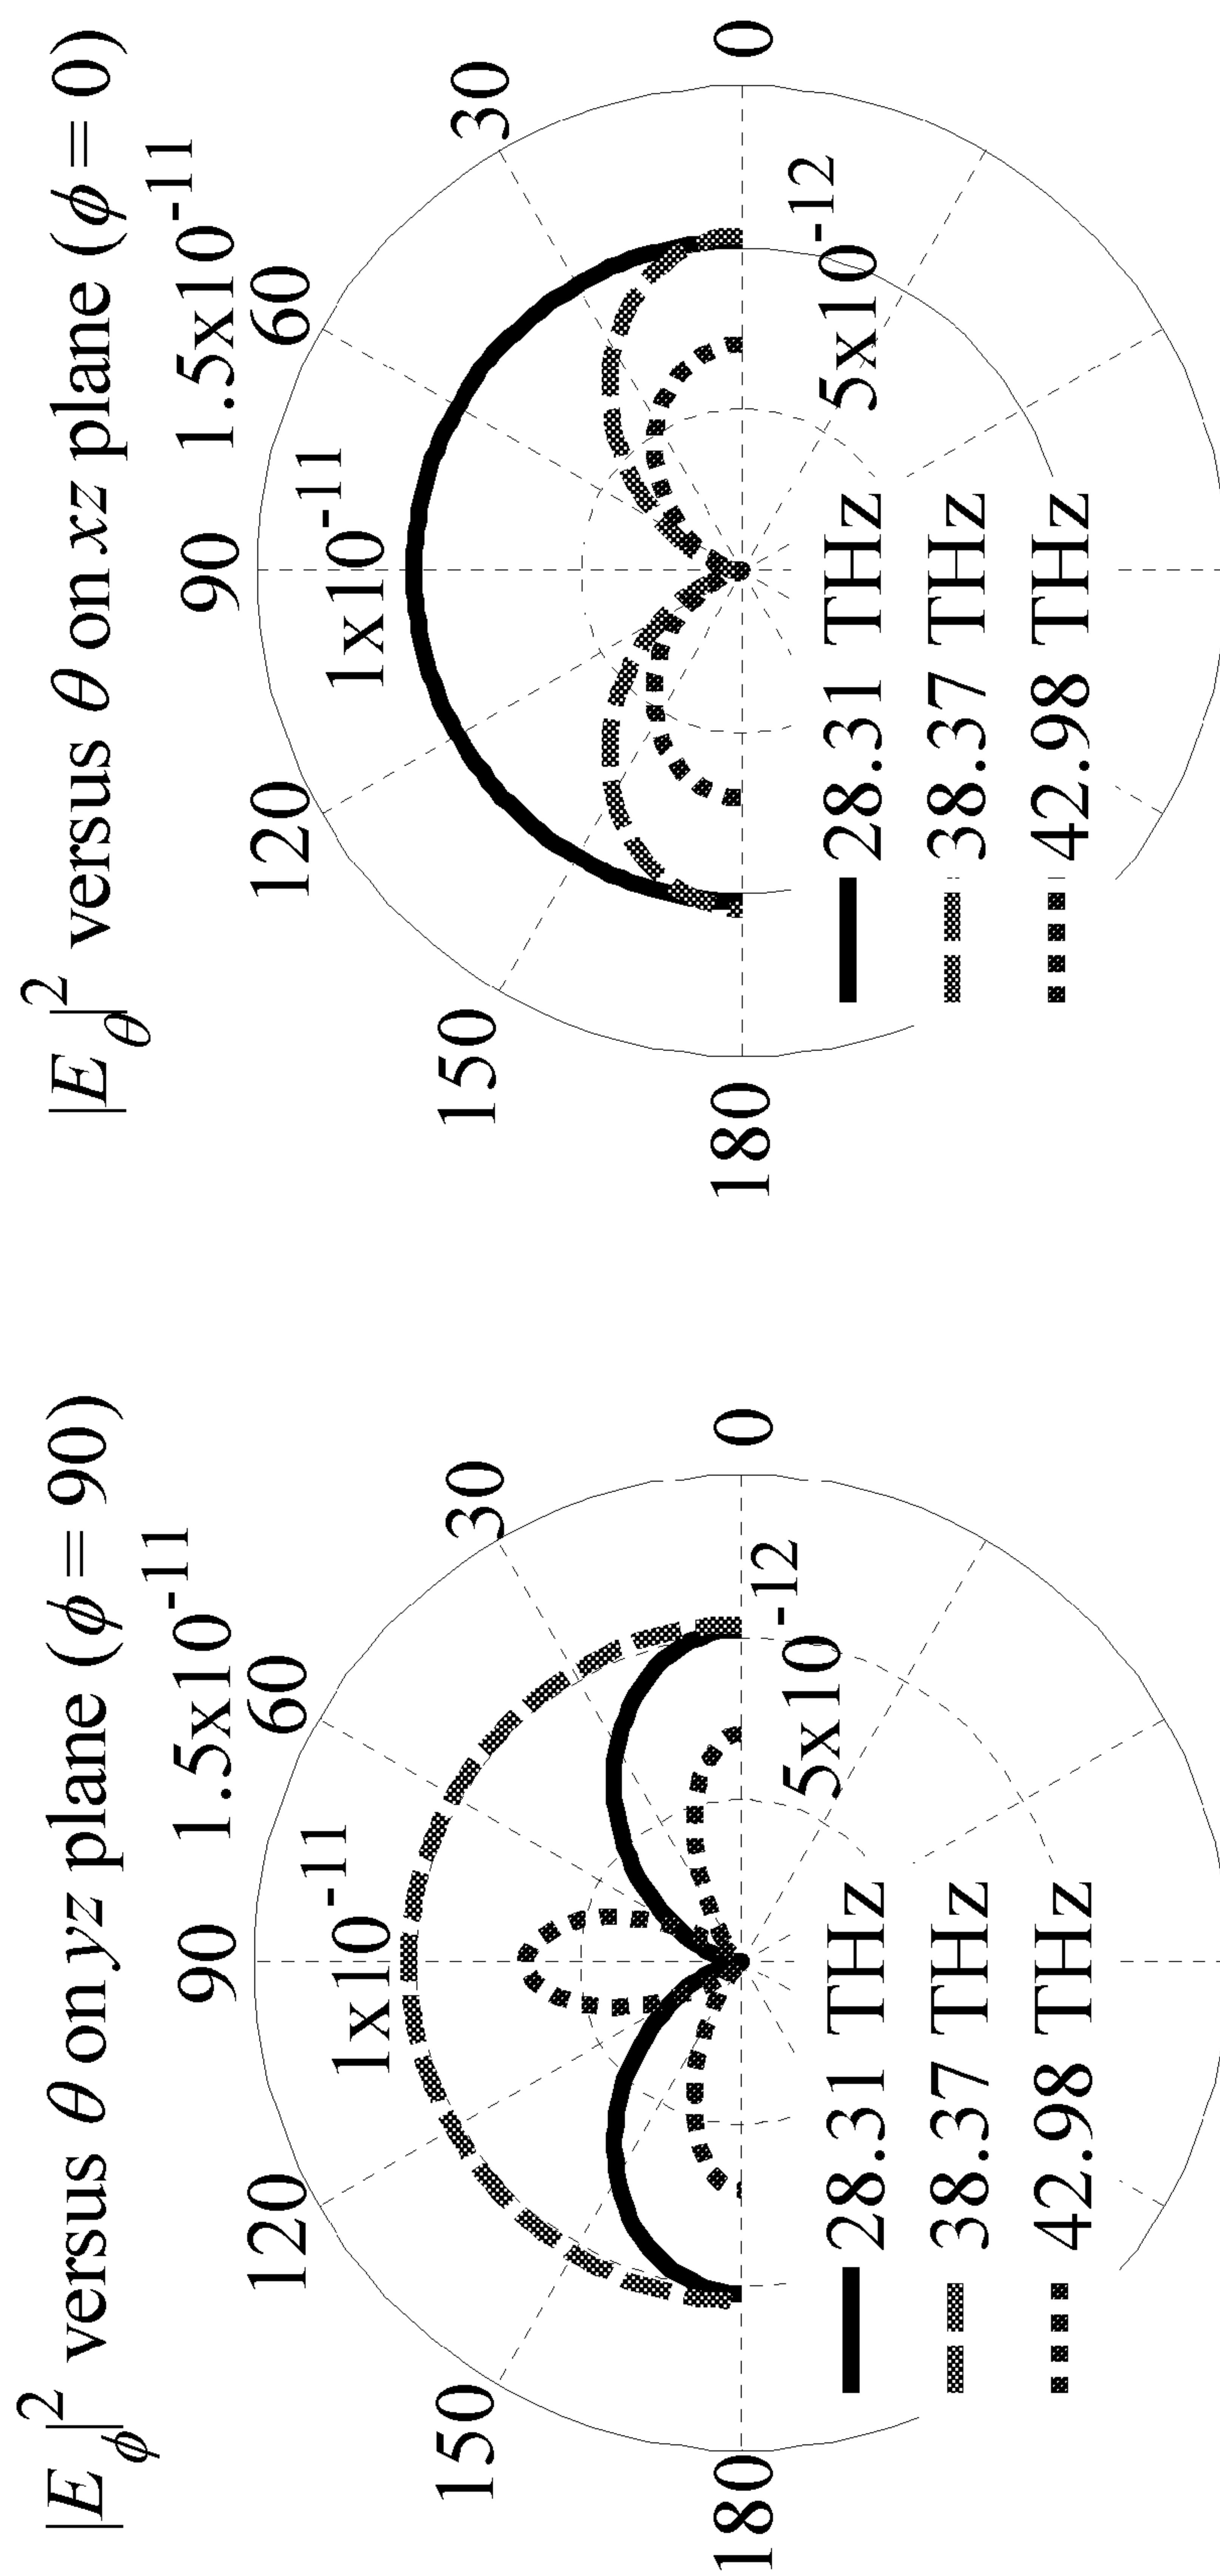 |E_ϕ|² versus θ on yz plane (ϕ = 90)
90
1.5x10⁻¹¹
120
60
1x10⁻¹¹
150
30
180
0
5x10⁻¹²
28.31 THz
38.37 THz
42.98 THz
|E_θ|² versus θ on xz plane (ϕ = 0)
90
1.5x10⁻¹¹
120
60
1x10⁻¹¹
150
30
180
0
5x10⁻¹²
28.31 THz
38.37 THz
42.98 THz